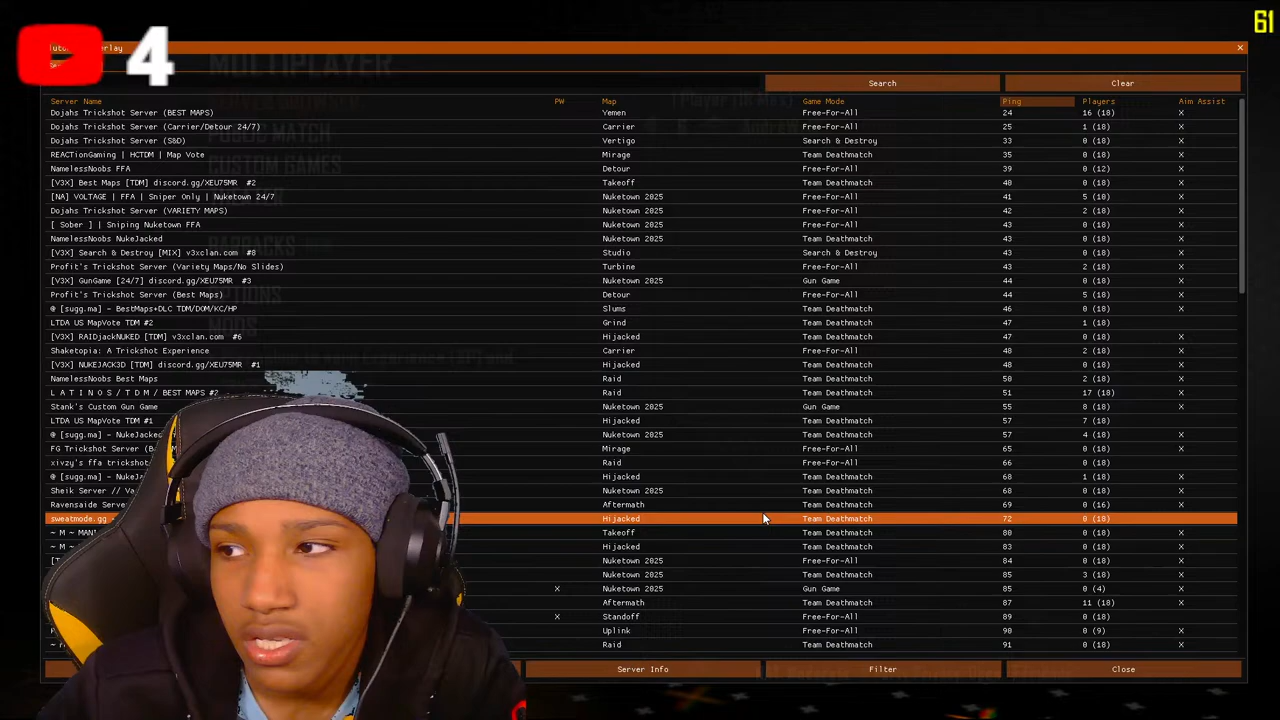 61
4
MULTIPLAYER
Search Clear
Server Name PW Map Game Mode Ping Players Aim Assist
Dojahs Trickshot Server (BEST MAPS) Yemen Free-For-All 24 16 (18) X
Dojahs Trickshot Server (Carrier/Detour 24/7) Carrier Free-For-All 25 1 (18) X
Dojahs Trickshot Server (S&D) Vertigo Search & Destroy 33 0 (18) X
REACTionGaming | HCTDM | Map Vote Mirage Team Deathmatch 35 0 (18) X
NamelessNoobs FFA Detour Free-For-All 39 0 (12) X
[V3X] Best Maps [TDM] discord.gg/XEU75MR #2 Takeoff Team Deathmatch 40 0 (18) X
[NA] VOLTAGE | FFA | Sniper Only | Nuketown 24/7 Nuketown 2025 Free-For-All 41 5 (18) X
Dojahs Trickshot Server (VARIETY MAPS) Nuketown 2025 Free-For-All 42 2 (18) X
[ Sober ] | Sniping Nuketown FFA Nuketown 2025 Free-For-All 43 0 (18) X
NamelessNoobs NukeJacked Nuketown 2025 Team Deathmatch 43 0 (18) X
[V3X] Search & Destroy [MIX] v3xclan.com #8 Studio Search & Destroy 43 0 (18) X
Profit's Trickshot Server (Variety Maps/No Slides) Turbine Free-For-All 43 2 (18) X
[V3X] GunGame [24/7] discord.gg/XEU75MR #3 Nuketown 2025 Gun Game 44 0 (18) X
Profit's Trickshot Server (Best Maps) Detour Free-For-All 44 5 (18) X
@ [sugg.ma] - BestMaps+DLC TDM/DOM/KC/HP Slums Team Deathmatch 46 0 (18) X
LTDA US MapVote TDM #2 Grind Team Deathmatch 47 1 (18)
[V3X] RAIDjackNUKED [TDM] v3xclan.com #6 Hijacked Team Deathmatch 47 0 (18) X
Shaketopia: A Trickshot Experience Carrier Free-For-All 48 2 (18) X
[V3X] NUKEJACK3D [TDM] discord.gg/XEU75MR #1 Hijacked Team Deathmatch 48 0 (18) X
NamelessNoobs Best Maps Raid Team Deathmatch 50 2 (18) X
L A T I N O S / T D M / BEST MAPS #2 Raid Team Deathmatch 51 17 (18) X
Stank's Custom Gun Game Nuketown 2025 Gun Game 55 8 (18) X
LTDA US MapVote TDM #1 Hijacked Team Deathmatch 57 7 (18)
@ [sugg.ma] - NukeJacked Nuketown 2025 Team Deathmatch 57 4 (18) X
FG Trickshot Server Mirage Free-For-All 65 0 (18) X
xivzy's ffa trickshot Raid Free-For-All 66 0 (18)
@ [sugg.ma] - Hijacked Team Deathmatch 68 1 (18) X
Sheik Server // Nuketown 2025 Team Deathmatch 68 0 (18) X
Ravenside Aftermath Team Deathmatch 69 0 (16) X
sweatmode.gg Hijacked Team Deathmatch 72 0 (18)
~ M ~ Takeoff Team Deathmatch 80 0 (18) X
~ M ~ Hijacked Team Deathmatch 83 0 (18) X
Nuketown 2025 Free-For-All 84 0 (18) X
Nuketown 2025 Team Deathmatch 85 3 (18) X
X Nuketown 2025 Gun Game 85 0 (4) X
Aftermath Team Deathmatch 87 11 (18) X
X Standoff Free-For-All 89 0 (18)
Uplink Free-For-All 90 0 (9) X
Raid Team Deathmatch 91 0 (18) X
Server Info Filter Close